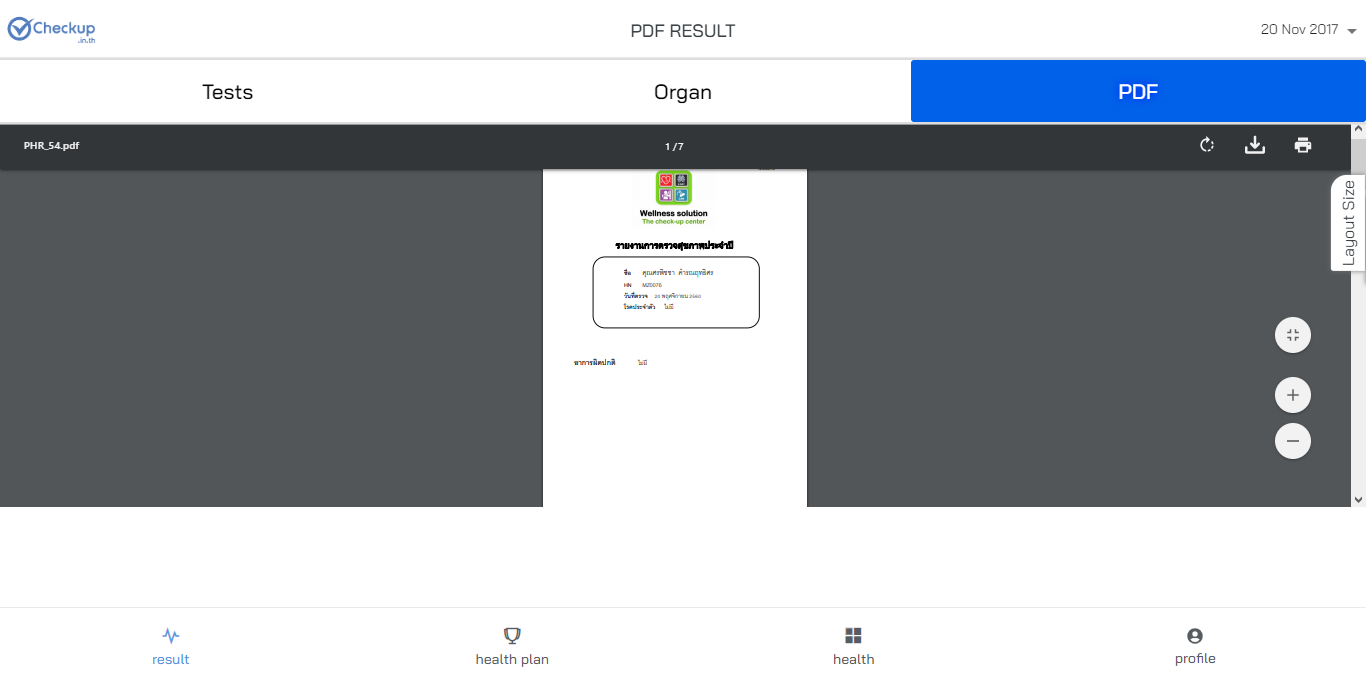 Checkup
.in.th
PDF RESULT
20 Nov 2017
Tests
Organ
PDF
PHR_54.pdf
1 / 7
Layout Size
Wellness solution
The check-up center
รายงานการตรวจสุขภาพประจำปี
ชื่อ
HN MZ0076
วันที่ตรวจ 20 พฤศจิกายน 2560
โรคประจำตัว ไม่มี
อาการผิดปกติ ไม่มี
result
health plan
health
profile